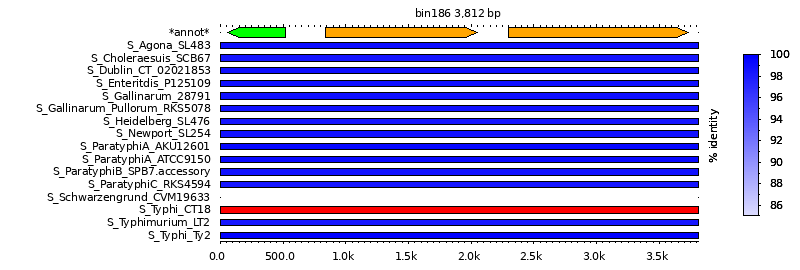 bin186 3,812 bp
*annot*
S_Agona_SL483
S_Choleraesuis_SCB67
S_Dublin_CT_02021853
S_Enteritdis_P125109
S_Gallinarum_28791
S_Gallinarum_Pullorum_RKS5078
S_Heidelberg_SL476
S_Newport_SL254
S_ParatyphiA_AKU12601
S_ParatyphiA_ATCC9150
S_ParatyphiB_SPB7.accessory
S_ParatyphiC_RKS4594
S_Schwarzengrund_CVM19633
S_Typhi_CT18
S_Typhimurium_LT2
S_Typhi_Ty2
0.0 500.0 1.0k 1.5k 2.0k 2.5k 3.0k 3.5k
% identity
100
98
96
94
92
90
88
86